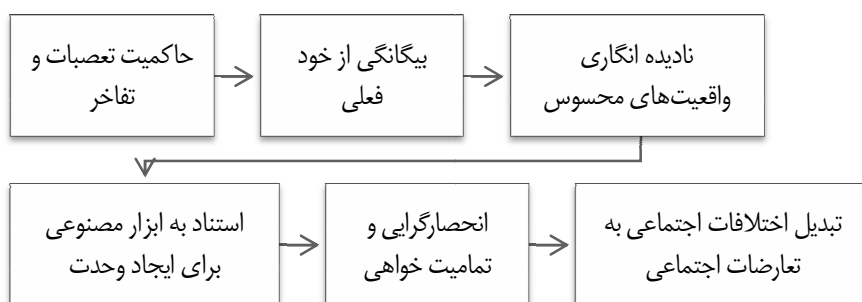 حاکمیت تعصبات و
تفاخر
بیگانگی از خود
فعلی
نادیده انگاری
واقعیت‌های محسوس
استناد به ابزار مصنوعی
برای ایجاد وحدت
انحصارگرایی و
تمامیت خواهی
تبدیل اختلافات اجتماعی به
تعارضات اجتماعی